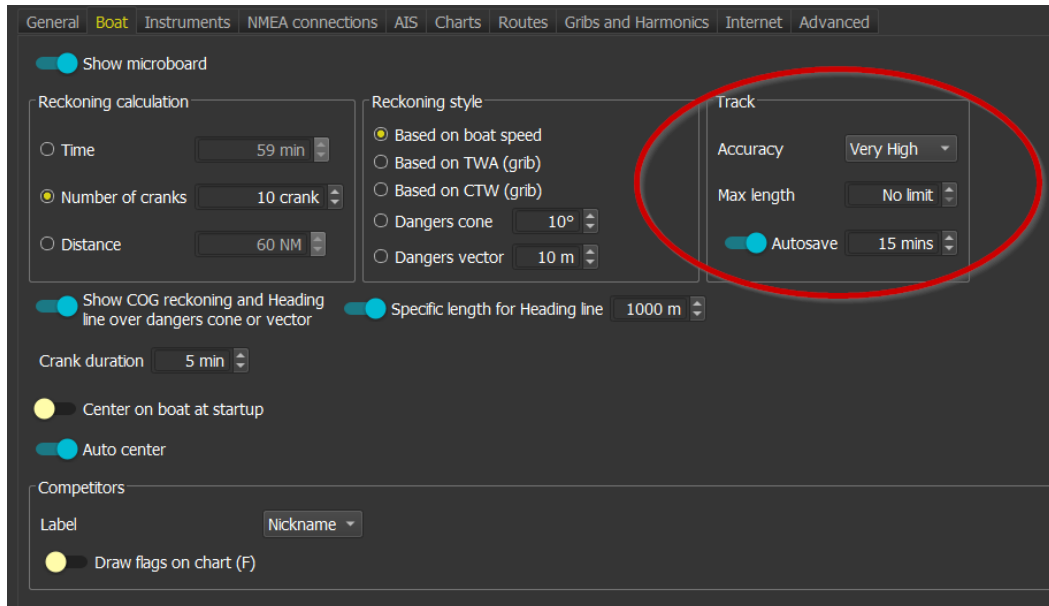 General Boat Instruments NMEA connections AIS Charts Routes Gribs and Harmonics Internet Advanced
Show microboard
Reckoning calculation
Time 59 min
Number of cranks 10 crank
Distance 60 NM
Reckoning style
Based on boat speed
Based on TWA (grib)
Based on CTW (grib)
Dangers cone 10°
Dangers vector 10 m
Track
Accuracy Very High
Max length No limit
Autosave 15 mins
Show COG reckoning and Heading
line over dangers cone or vector
Specific length for Heading line 1000 m
Crank duration 5 min
Center on boat at startup
Auto center
Competitors
Label Nickname
Draw flags on chart (F)